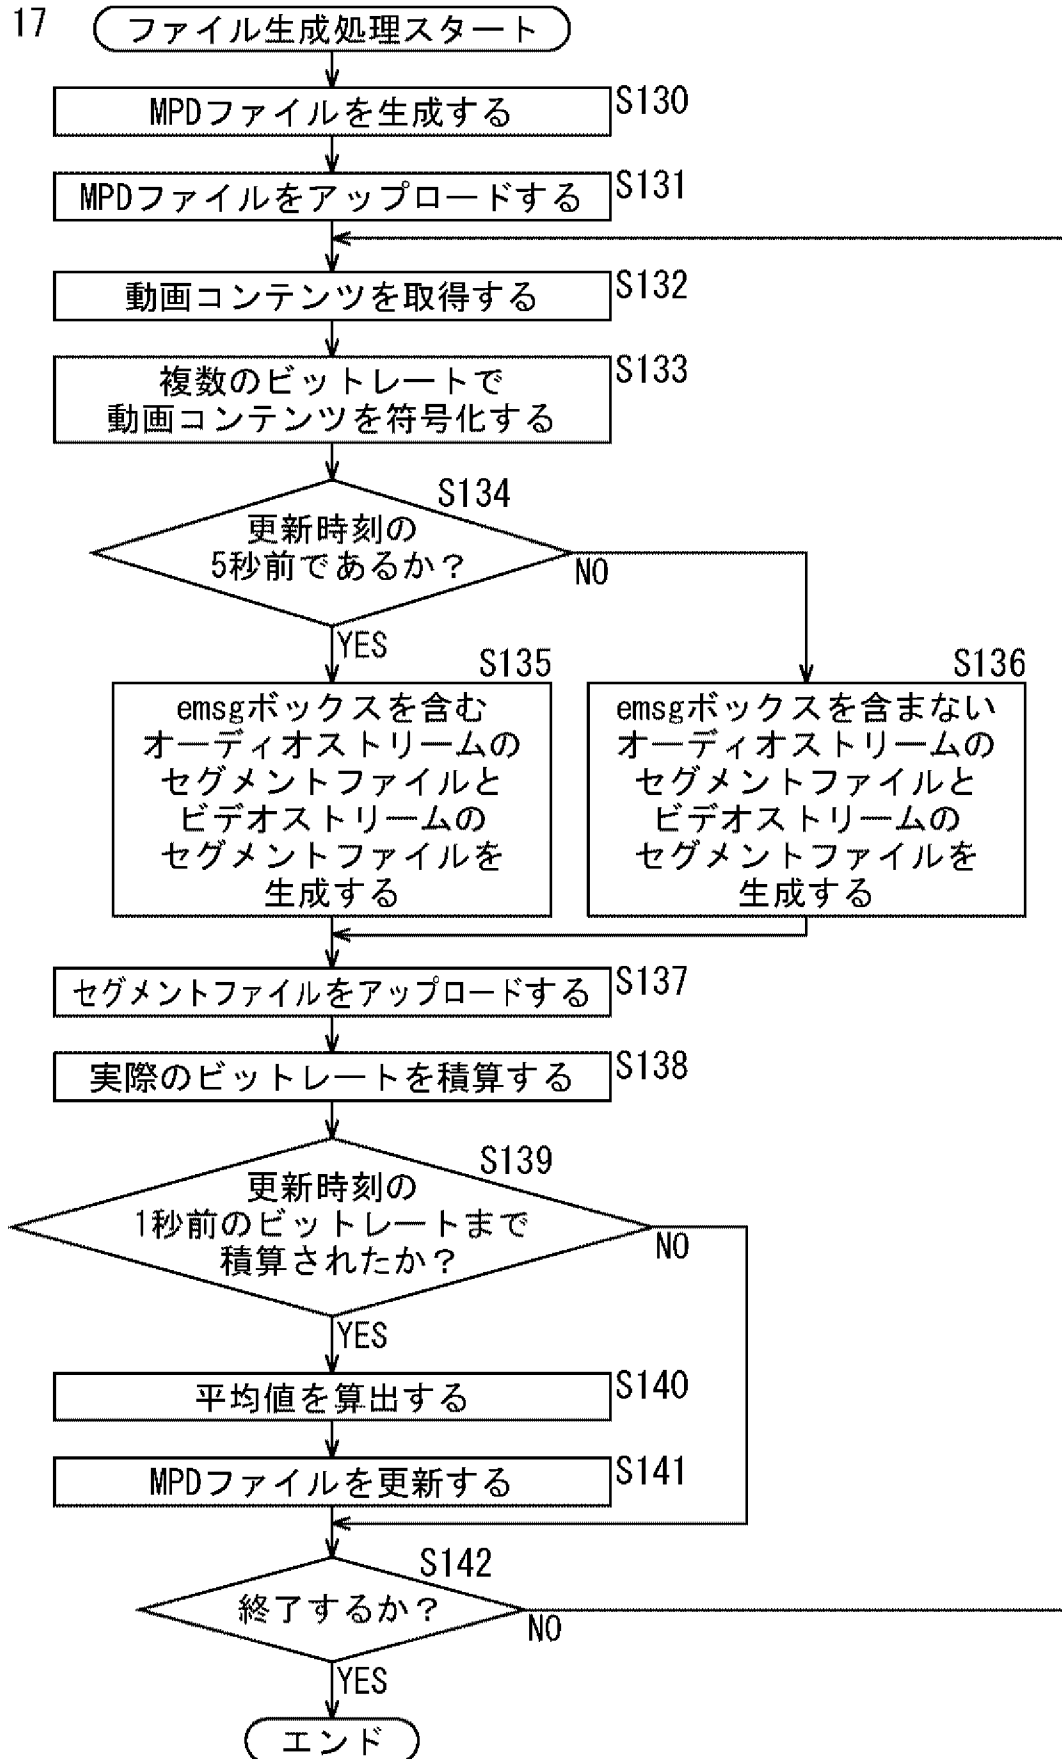 17
ファイル生成処理スタート
MPDファイルを生成する
S130
MPDファイルをアップロードする
S131
動画コンテンツを取得する
S132
複数のビットレートで
動画コンテンツを符号化する
S133
S134
更新時刻の
5秒前であるか？
NO
YES
S135
emsgボックスを含む
オーディオストリームの
セグメントファイルと
ビデオストリームの
セグメントファイルを
生成する
S136
emsgボックスを含まない
オーディオストリームの
セグメントファイルと
ビデオストリームの
セグメントファイルを
生成する
セグメントファイルをアップロードする
S137
実際のビットレートを積算する
S138
S139
更新時刻の
1秒前のビットレートまで
積算されたか？
NO
YES
平均値を算出する
S140
MPDファイルを更新する
S141
S142
終了するか？
NO
YES
エンド